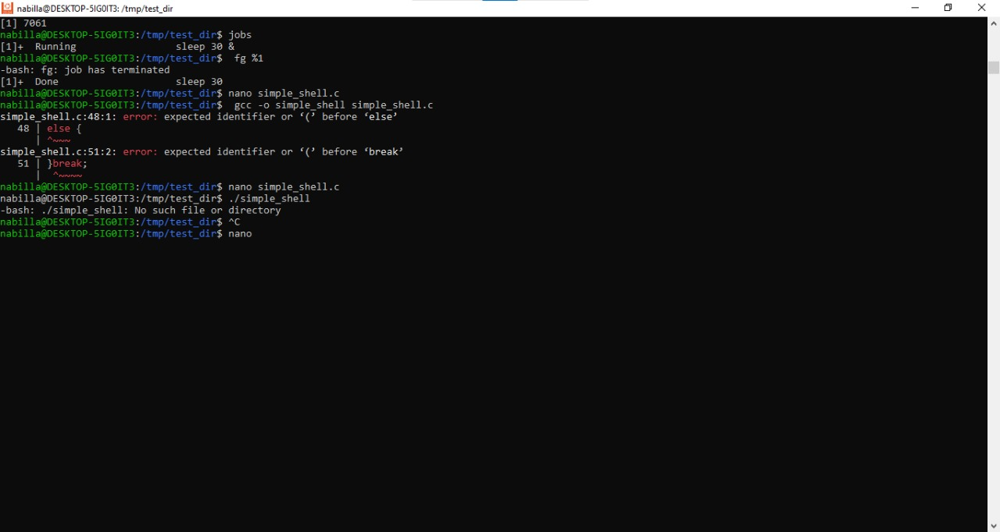 nabilla@DESKTOP-5IG0IT3: /tmp/test_dir
[1] 7061
nabilla@DESKTOP-5IG0IT3:/tmp/test_dir$ jobs
[1]+  Running                 sleep 30 &
nabilla@DESKTOP-5IG0IT3:/tmp/test_dir$  fg %1
-bash: fg: job has terminated
[1]+  Done                    sleep 30
nabilla@DESKTOP-5IG0IT3:/tmp/test_dir$ nano simple_shell.c
nabilla@DESKTOP-5IG0IT3:/tmp/test_dir$  gcc -o simple_shell simple_shell.c
simple_shell.c:48:1: error: expected identifier or ‘(’ before ‘else’
   48 | else {
      | ^~~~
simple_shell.c:51:2: error: expected identifier or ‘(’ before ‘break’
   51 | }break;
      |  ^~~~~
nabilla@DESKTOP-5IG0IT3:/tmp/test_dir$ nano simple_shell.c
nabilla@DESKTOP-5IG0IT3:/tmp/test_dir$ ./simple_shell
-bash: ./simple_shell: No such file or directory
nabilla@DESKTOP-5IG0IT3:/tmp/test_dir$ ^C
nabilla@DESKTOP-5IG0IT3:/tmp/test_dir$ nano